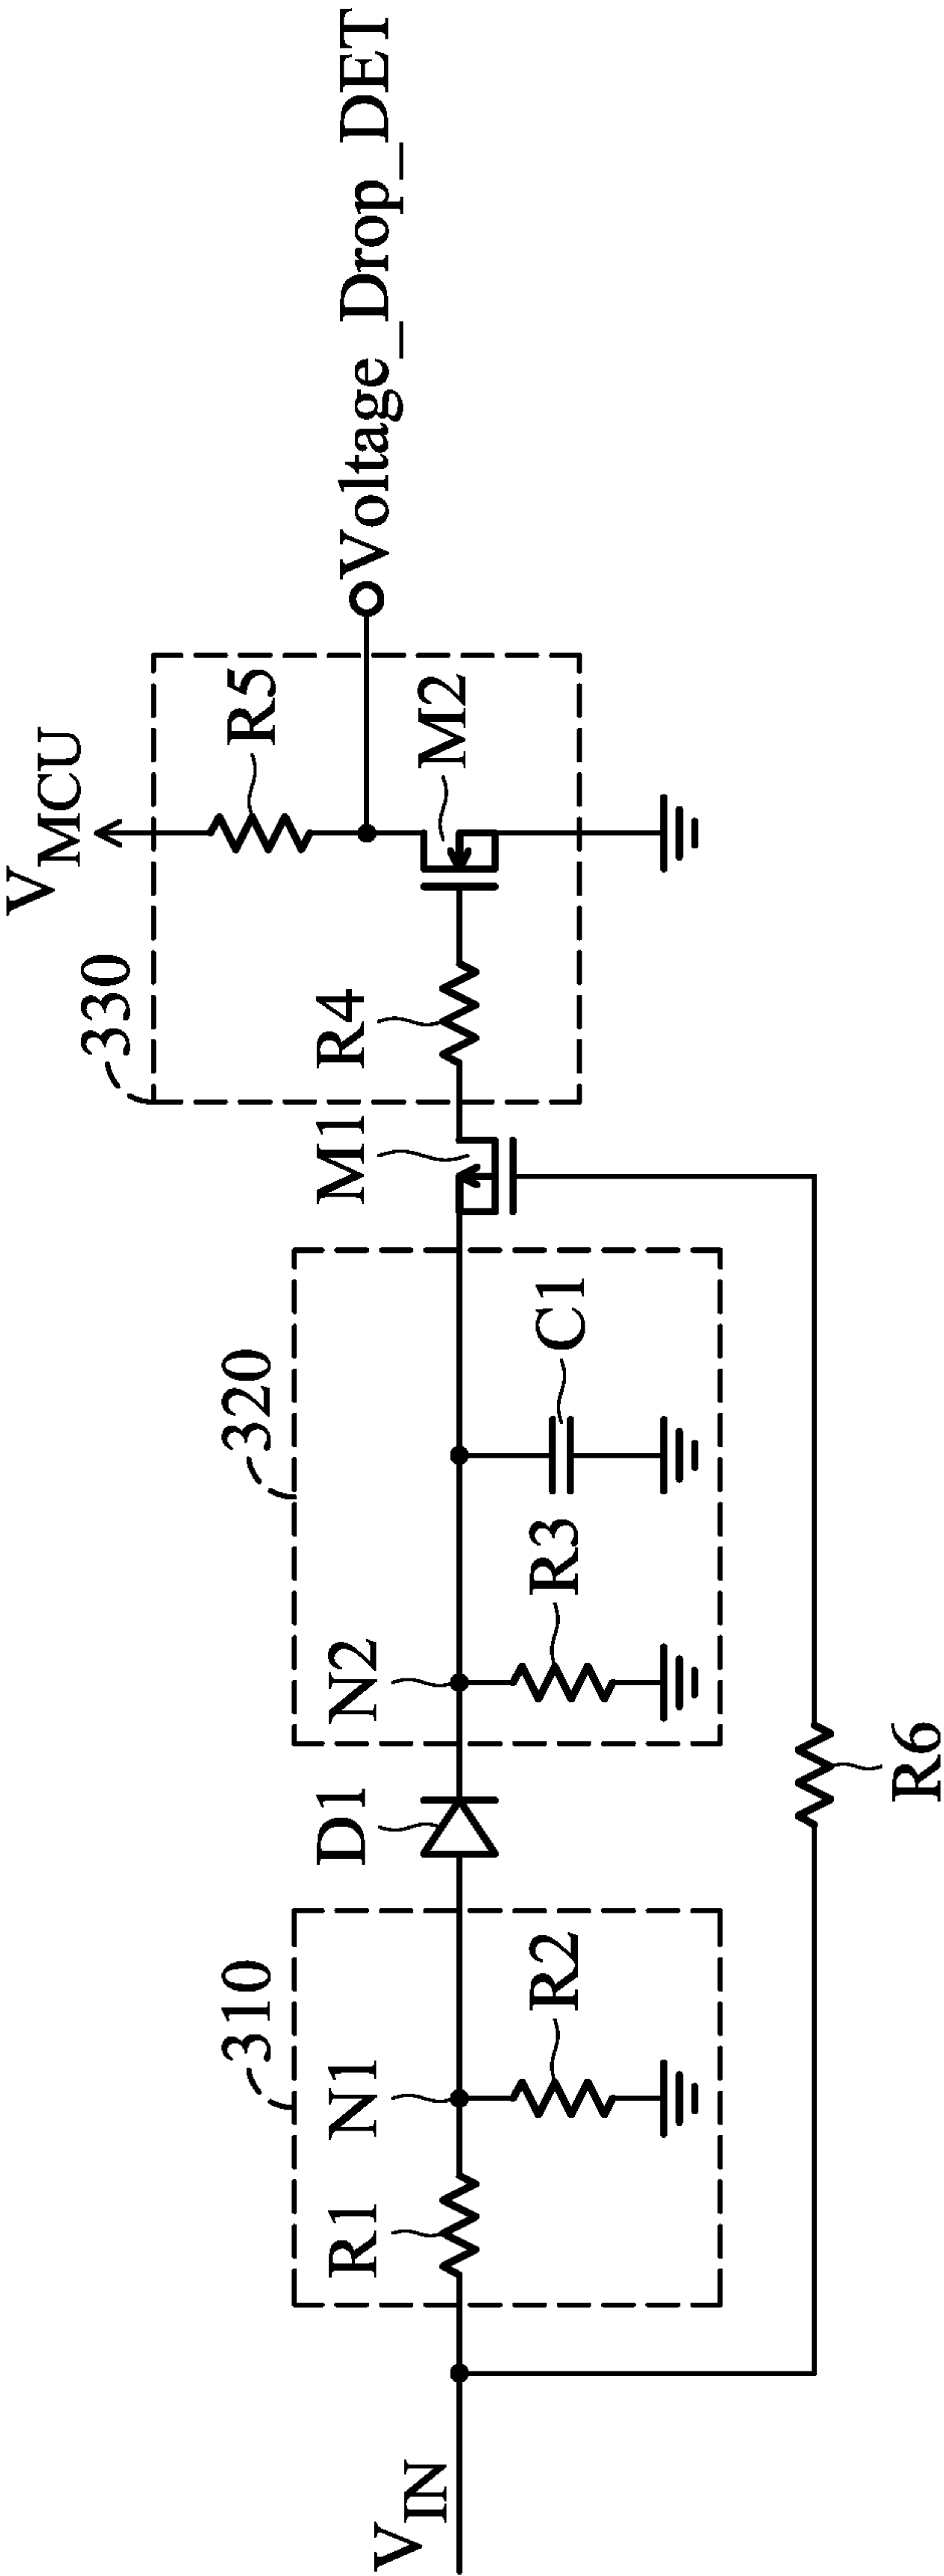 V_IN
R1
N1
R2
310
D1
N2
R3
C1
320
M1
R4
330
V_MCU
R5
M2
Voltage_Drop_DET
R6